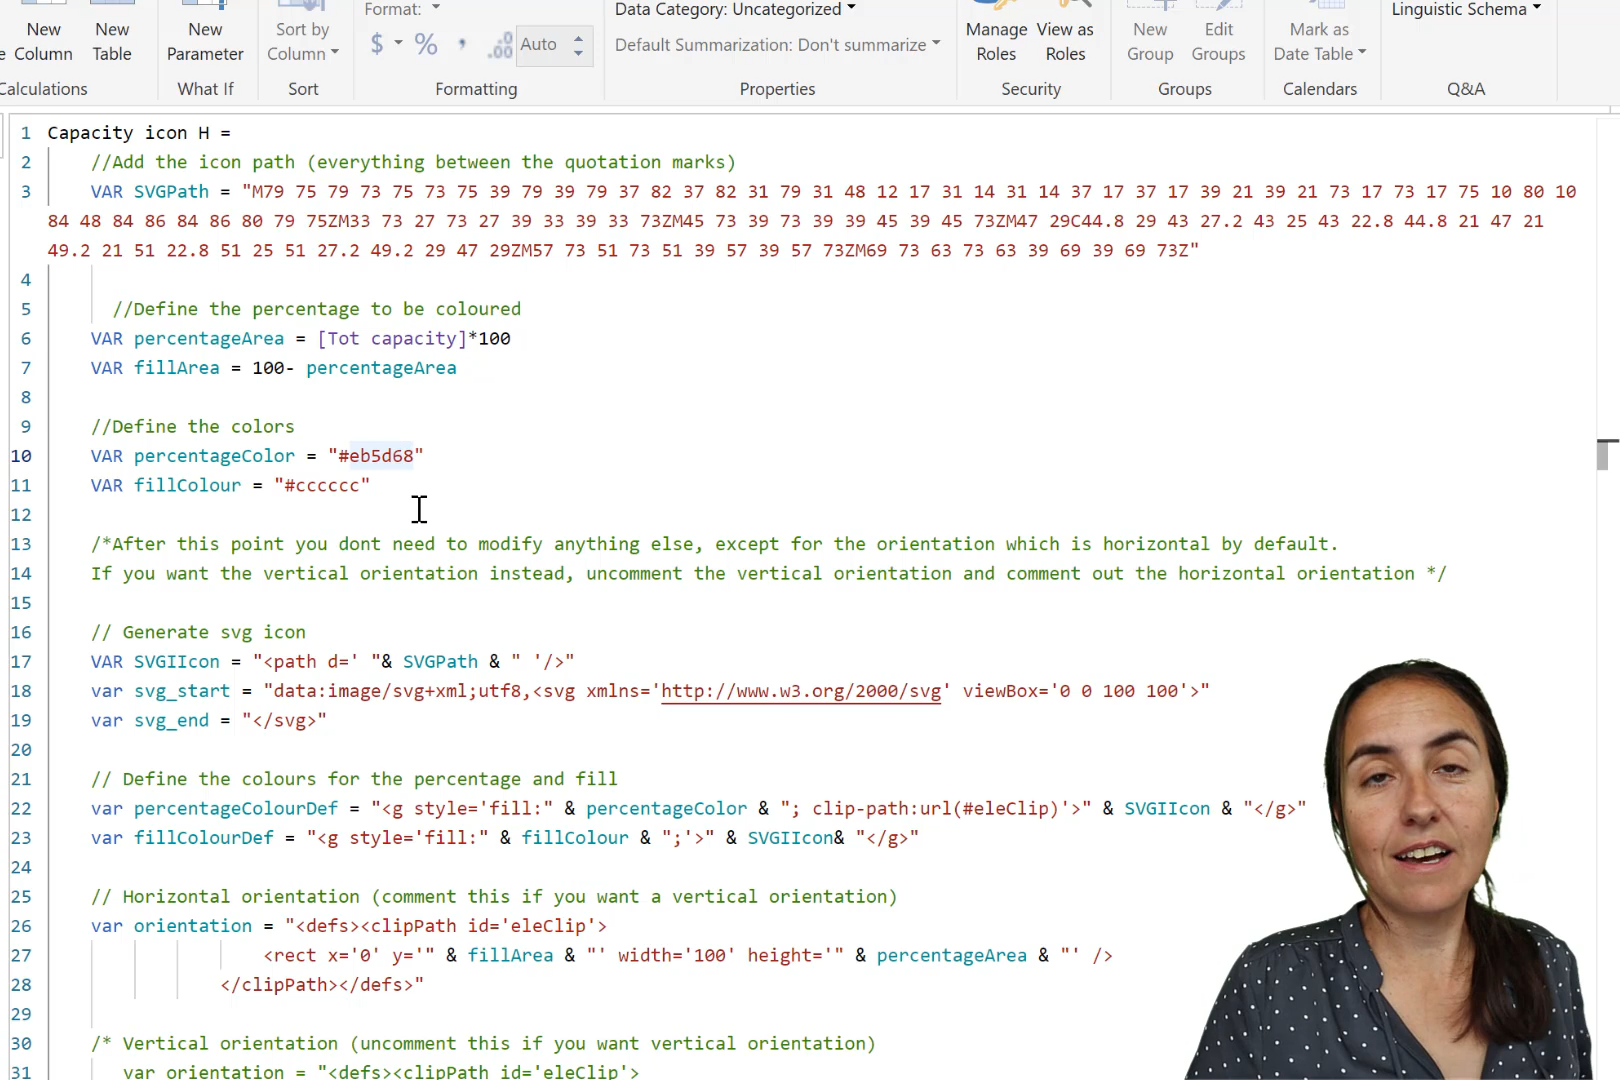 Format:
Data Category: Uncategorized
Linguistic Schema
New
Column
New
Table
New
Parameter
Sort by
Column
$ % , .00 Auto
Default Summarization: Don't summarize
Manage
Roles
View as
Roles
New
Group
Edit
Groups
Mark as
Date Table
Calculations
What If
Sort
Formatting
Properties
Security
Groups
Calendars
Q&A
1 Capacity icon H =
2 //Add the icon path (everything between the quotation marks)
3 VAR SVGPath = "M79 75 79 73 75 73 75 39 79 39 79 37 82 37 82 31 79 31 48 12 17 31 14 31 14 37 17 37 17 39 21 39 21 73 17 73 17 75 10 80 10
84 48 84 86 84 86 80 79 75ZM33 73 27 73 27 39 33 39 33 73ZM45 73 39 73 39 39 45 39 45 73ZM47 29C44.8 29 43 27.2 43 25 43 22.8 44.8 21 47 21
49.2 21 51 22.8 51 25 51 27.2 49.2 29 47 29ZM57 73 51 73 51 39 57 39 57 73ZM69 73 63 73 63 39 69 39 69 73Z"
4
5 //Define the percentage to be coloured
6 VAR percentageArea = [Tot capacity]*100
7 VAR fillArea = 100- percentageArea
8
9 //Define the colors
10 VAR percentageColor = "#eb5d68"
11 VAR fillColour = "#cccccc"
12
13 /*After this point you dont need to modify anything else, except for the orientation which is horizontal by default.
14 If you want the vertical orientation instead, uncomment the vertical orientation and comment out the horizontal orientation */
15
16 // Generate svg icon
17 VAR SVGIIcon = "<path d=' "& SVGPath & " '/>"
18 var svg_start = "data:image/svg+xml;utf8,<svg xmlns='http://www.w3.org/2000/svg' viewBox='0 0 100 100'>"
19 var svg_end = "</svg>"
20
21 // Define the colours for the percentage and fill
22 var percentageColourDef = "<g style='fill:" & percentageColor & "; clip-path:url(#eleClip)'>" & SVGIIcon & "</g>"
23 var fillColourDef = "<g style='fill:" & fillColour & ";'>" & SVGIIcon& "</g>"
24
25 // Horizontal orientation (comment this if you want a vertical orientation)
26 var orientation = "<defs><clipPath id='eleClip'>
27 <rect x='0' y='" & fillArea & "' width='100' height='" & percentageArea & "' />
28 </clipPath></defs>"
29
30 /* Vertical orientation (uncomment this if you want vertical orientation)
31 var orientation = "<defs><clipPath id='eleClip'>